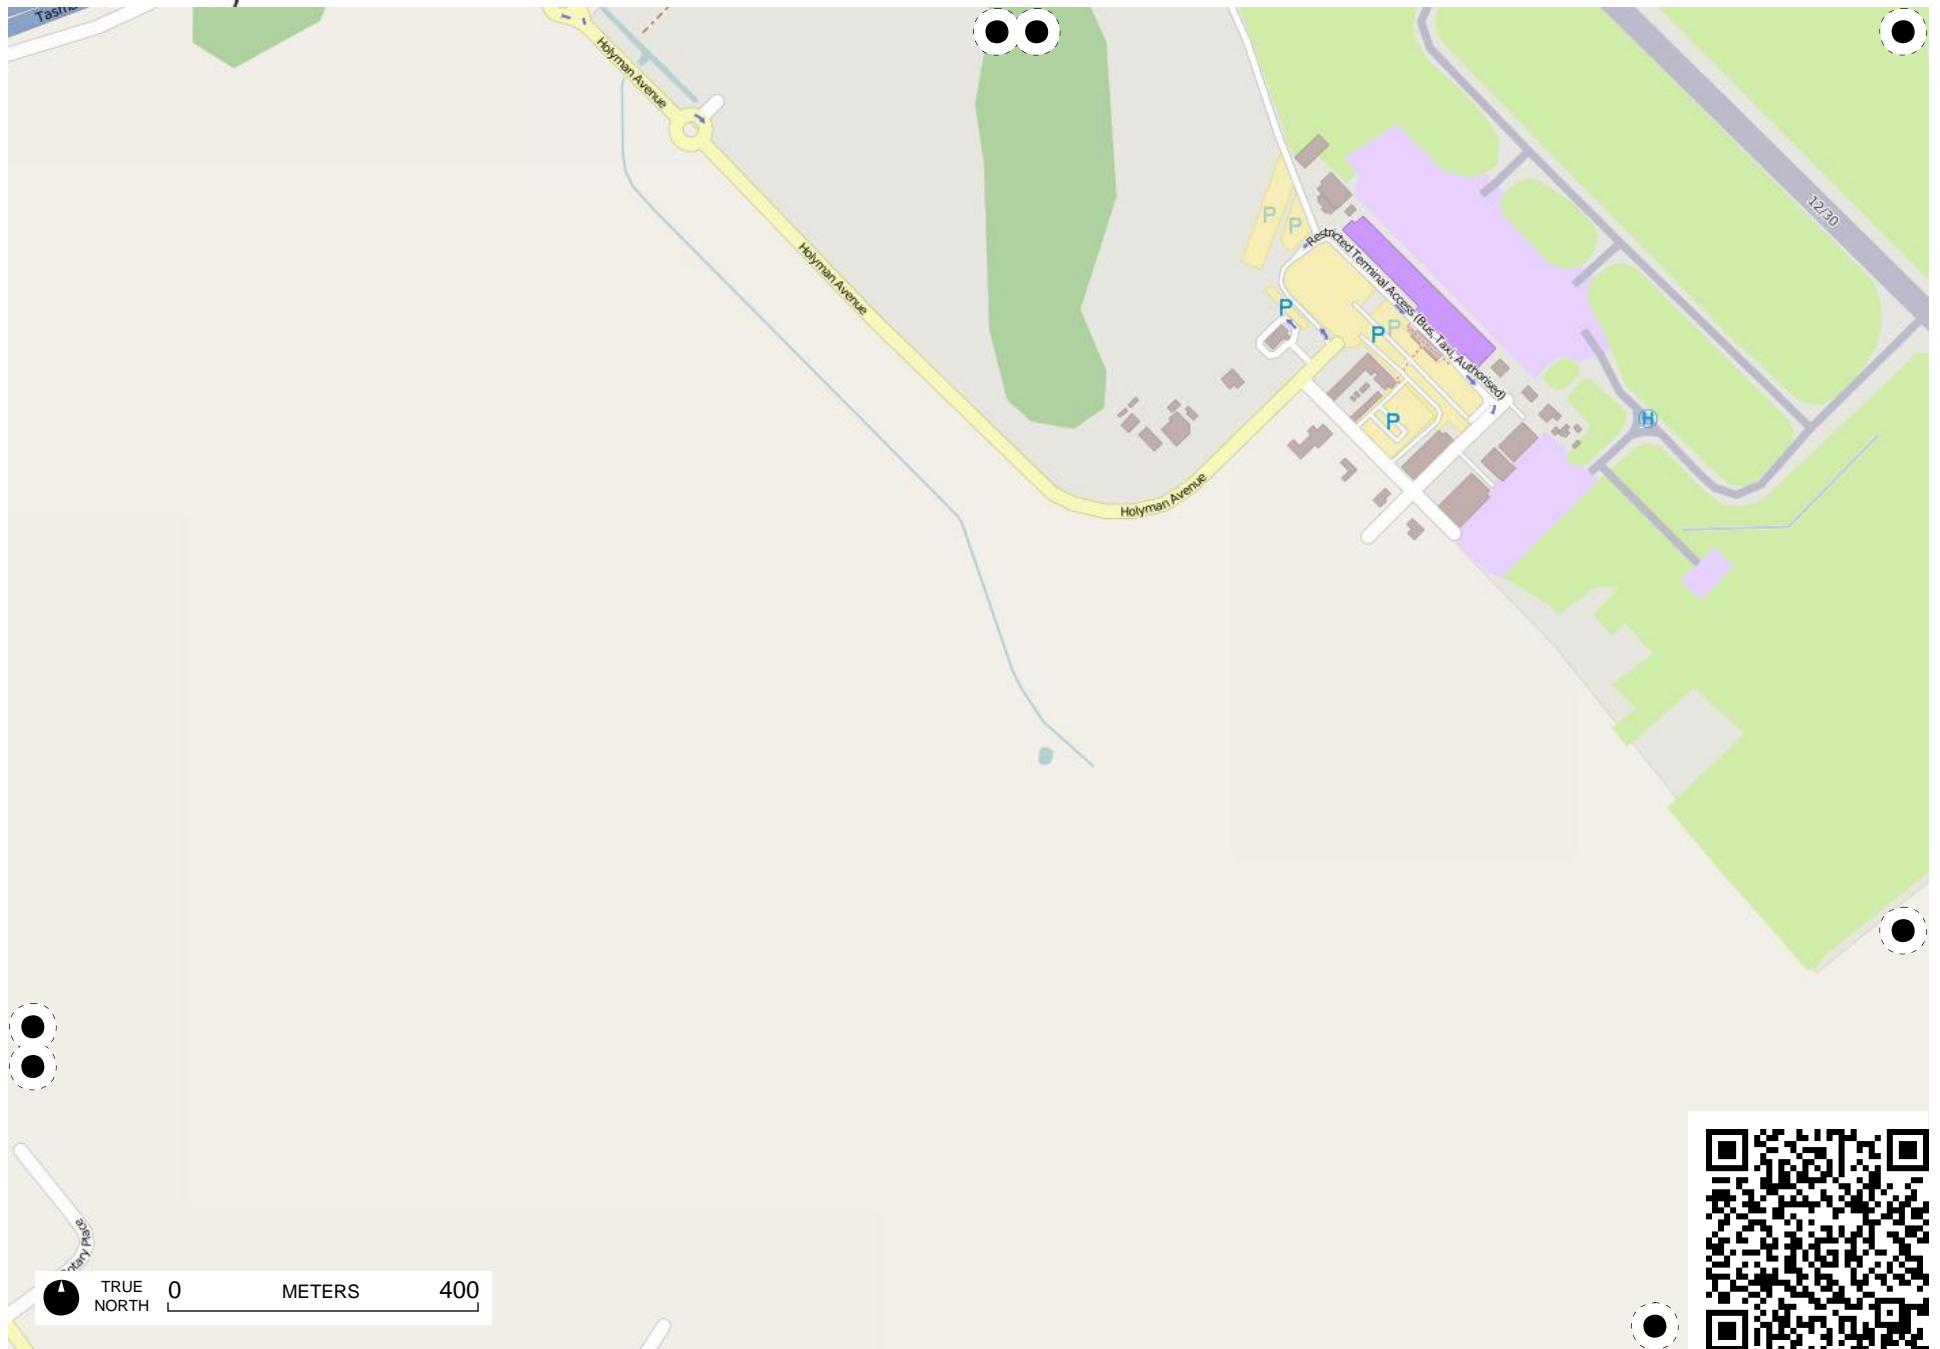 Holyman Avenue
Holyman Avenue
12/30
P
P
Restricted Terminal Access (Bus, Taxi, Authorised)
P
P
P
P
H
Holyman Avenue
TRUE
NORTH
0
METERS
400